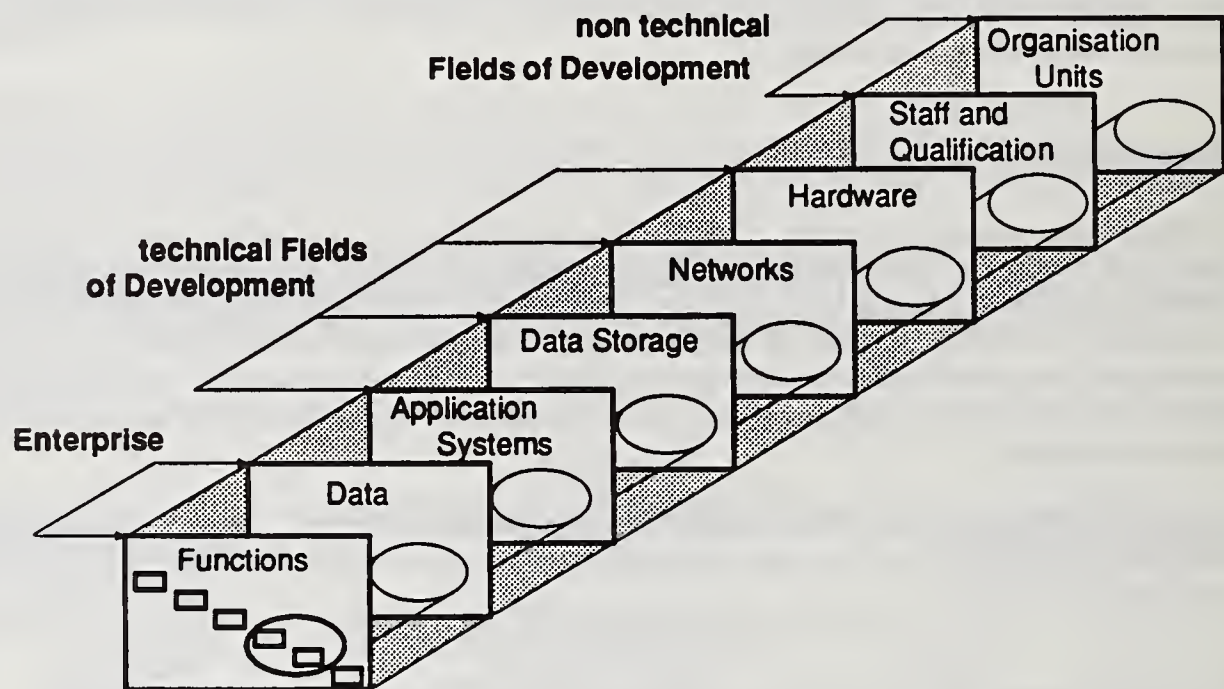 non technical
Fields of Development
Organisation
Units
Staff and
Qualification
Hardware
technical Fields
of Development
Networks
Data Storage
Application
Systems
Enterprise
Data
Functions